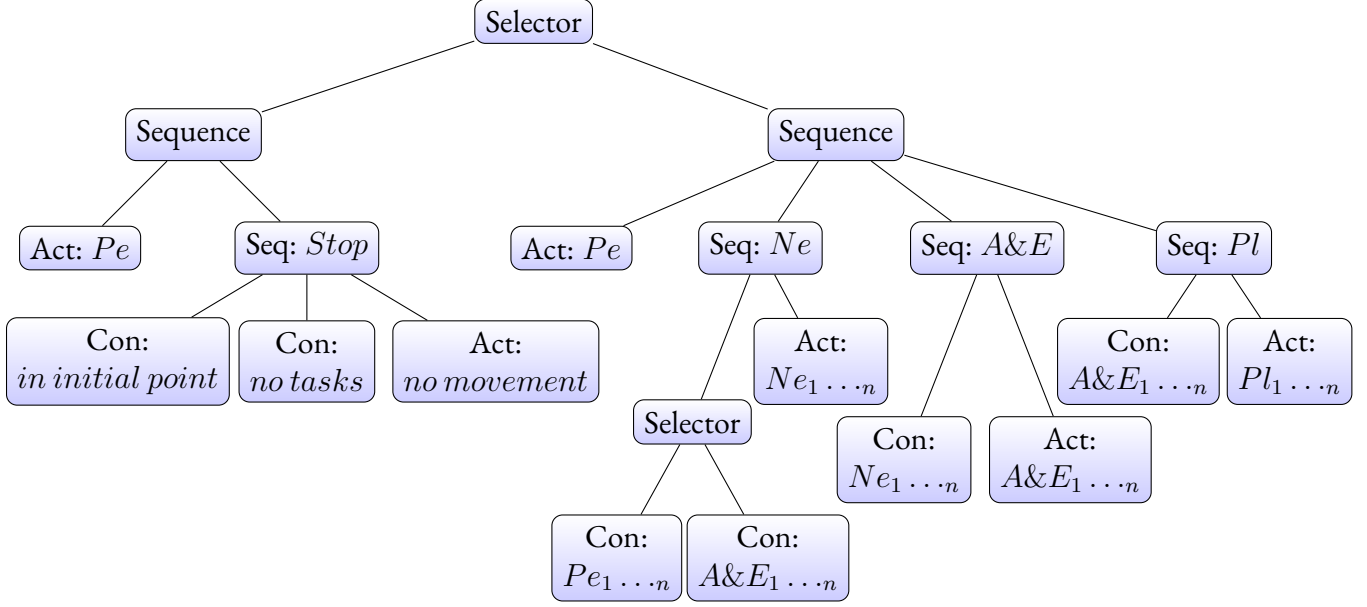 Selector
Sequence
Sequence
Act: Pe
Seq: Stop
Act: Pe
Seq: Ne
Seq: A&E
Seq: Pl
Con:
in initial point
Con:
no tasks
Act:
no movement
Act:
Ne₁ …ₙ
Con:
A&E₁ …ₙ
Act:
Pl₁ …ₙ
Selector
Con:
Ne₁ …ₙ
Act:
A&E₁ …ₙ
Con:
Pe₁ …ₙ
Con:
A&E₁ …ₙ